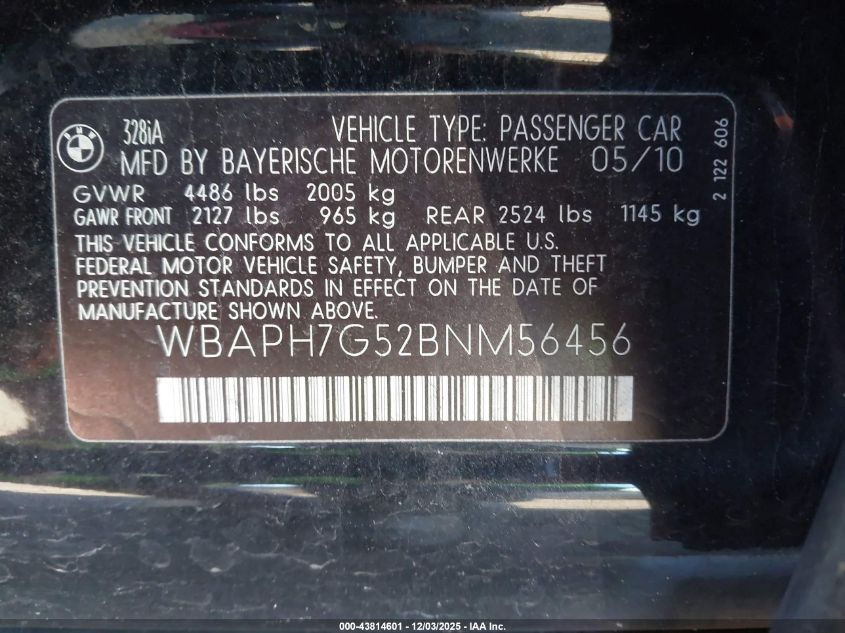 BMW
328iA VEHICLE TYPE: PASSENGER CAR
MFD BY BAYERISCHE MOTORENWERKE 05/10
GVWR 4486 lbs 2005 kg
GAWR FRONT 2127 lbs 965 kg REAR 2524 lbs 1145 kg
THIS VEHICLE CONFORMS TO ALL APPLICABLE U.S.
FEDERAL MOTOR VEHICLE SAFETY, BUMPER AND THEFT
PREVENTION STANDARDS IN EFFECT ON THE DATE OF
MANUFACTURE SHOWN ABOVE.
WBAPH7G52BNM56456
2 122 606
000-43814601 - 12/03/2025 - IAA Inc.